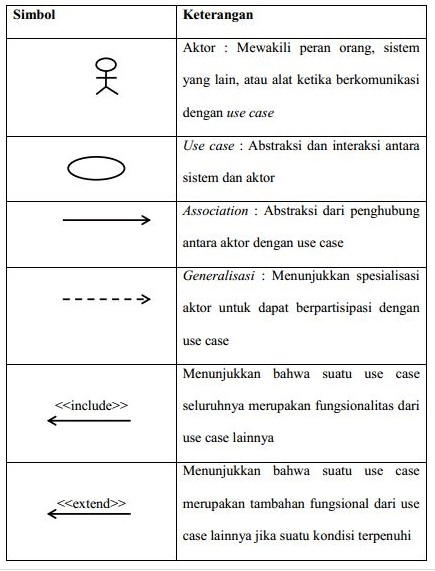 Simbol Keterangan
Aktor : Mewakili peran orang, sistem
yang lain, atau alat ketika berkomunikasi
dengan use case
Use case : Abstraksi dan interaksi antara
sistem dan aktor
Association : Abstraksi dari penghubung
antara aktor dengan use case
Generalisasi : Menunjukkan spesialisasi
aktor untuk dapat berpartisipasi dengan
use case
<<include>>
Menunjukkan bahwa suatu use case
seluruhnya merupakan fungsionalitas dari
use case lainnya
<<extend>>
Menunjukkan bahwa suatu use case
merupakan tambahan fungsional dari use
case lainnya jika suatu kondisi terpenuhi